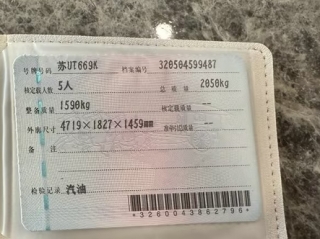 号牌号码 苏UT669K 档案编号 320504599487
核定载人数 5人 总质量 2050kg
整备质量 1590kg 核定载质量 --
外廓尺寸 4719×1827×1459mm 准牵引总质量 --
备注
检验记录 汽油
*3260043862796*